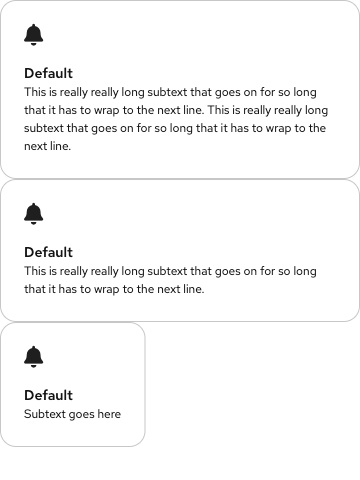 Default
This is really really long subtext that goes on for so long
that it has to wrap to the next line. This is really really long
subtext that goes on for so long that it has to wrap to the
next line.
Default
This is really really long subtext that goes on for so long
that it has to wrap to the next line.
Default
Subtext goes here